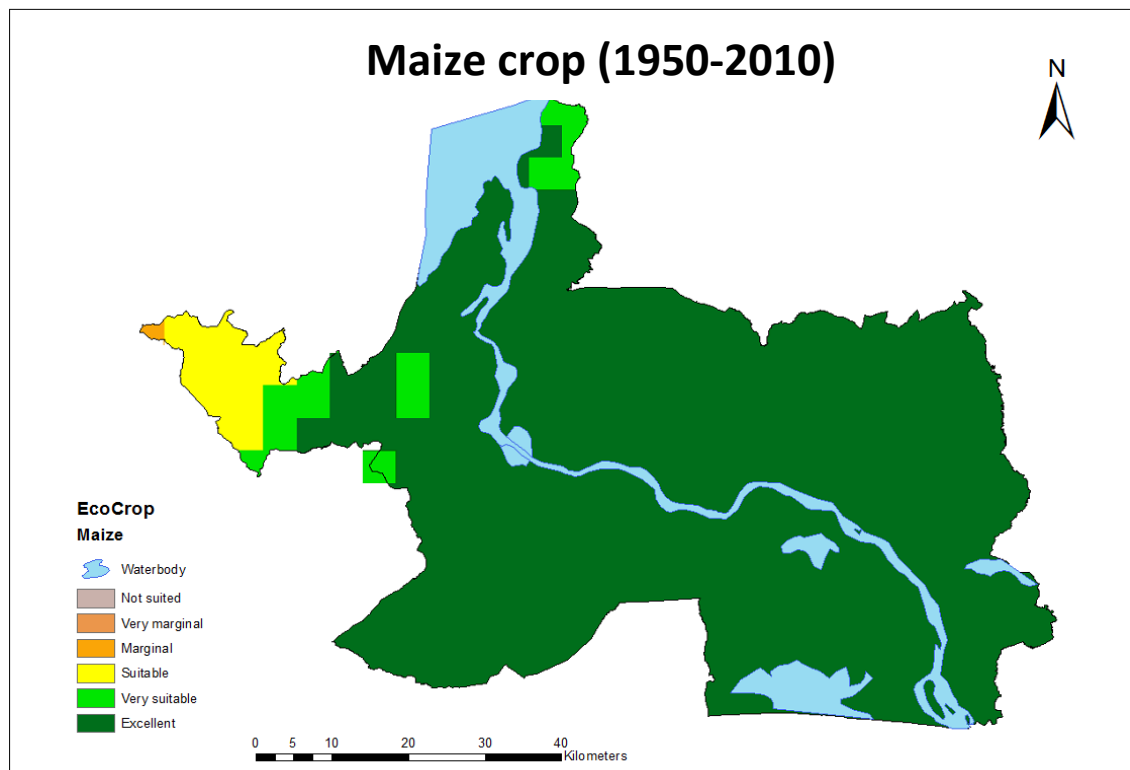 Maize crop (1950-2010)
N
EcoCrop
Maize
Waterbody
Not suited
Very marginal
Marginal
Suitable
Very suitable
Excellent
0 5 10 20 30 40
Kilometers